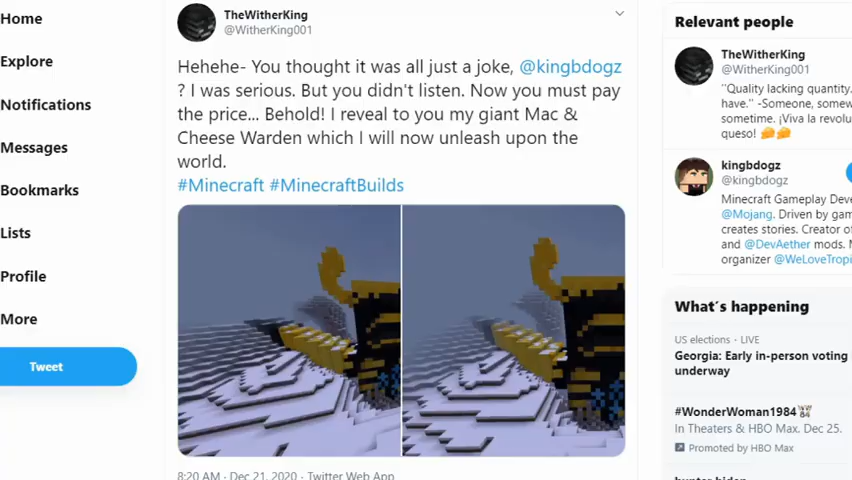 Home
Explore
Notifications
Messages
Bookmarks
Lists
Profile
More
Tweet
TheWitherKing
@WitherKing001
Hehehe- You thought it was all just a joke, @kingbdogz
? I was serious. But you didn't listen. Now you must pay
the price... Behold! I reveal to you my giant Mac &
Cheese Warden which I will now unleash upon the
world.
#Minecraft #MinecraftBuilds
8:20 AM · Dec 21, 2020 · Twitter Web App
Relevant people
TheWitherKing
@WitherKing001
"Quality lacking quantity,
have." -Someone, somew
sometime. ¡Viva la revolu
queso! 🧀🧀
kingbdogz
@kingbdogz
Minecraft Gameplay Deve
@Mojang. Driven by gam
creates stories. Creator of
and @DevAether mods. M
organizer @WeLoveTropi
What's happening
US elections · LIVE
Georgia: Early in-person voting
underway
#WonderWoman1984
In Theaters & HBO Max. Dec 25.
Promoted by HBO Max
hunter biden